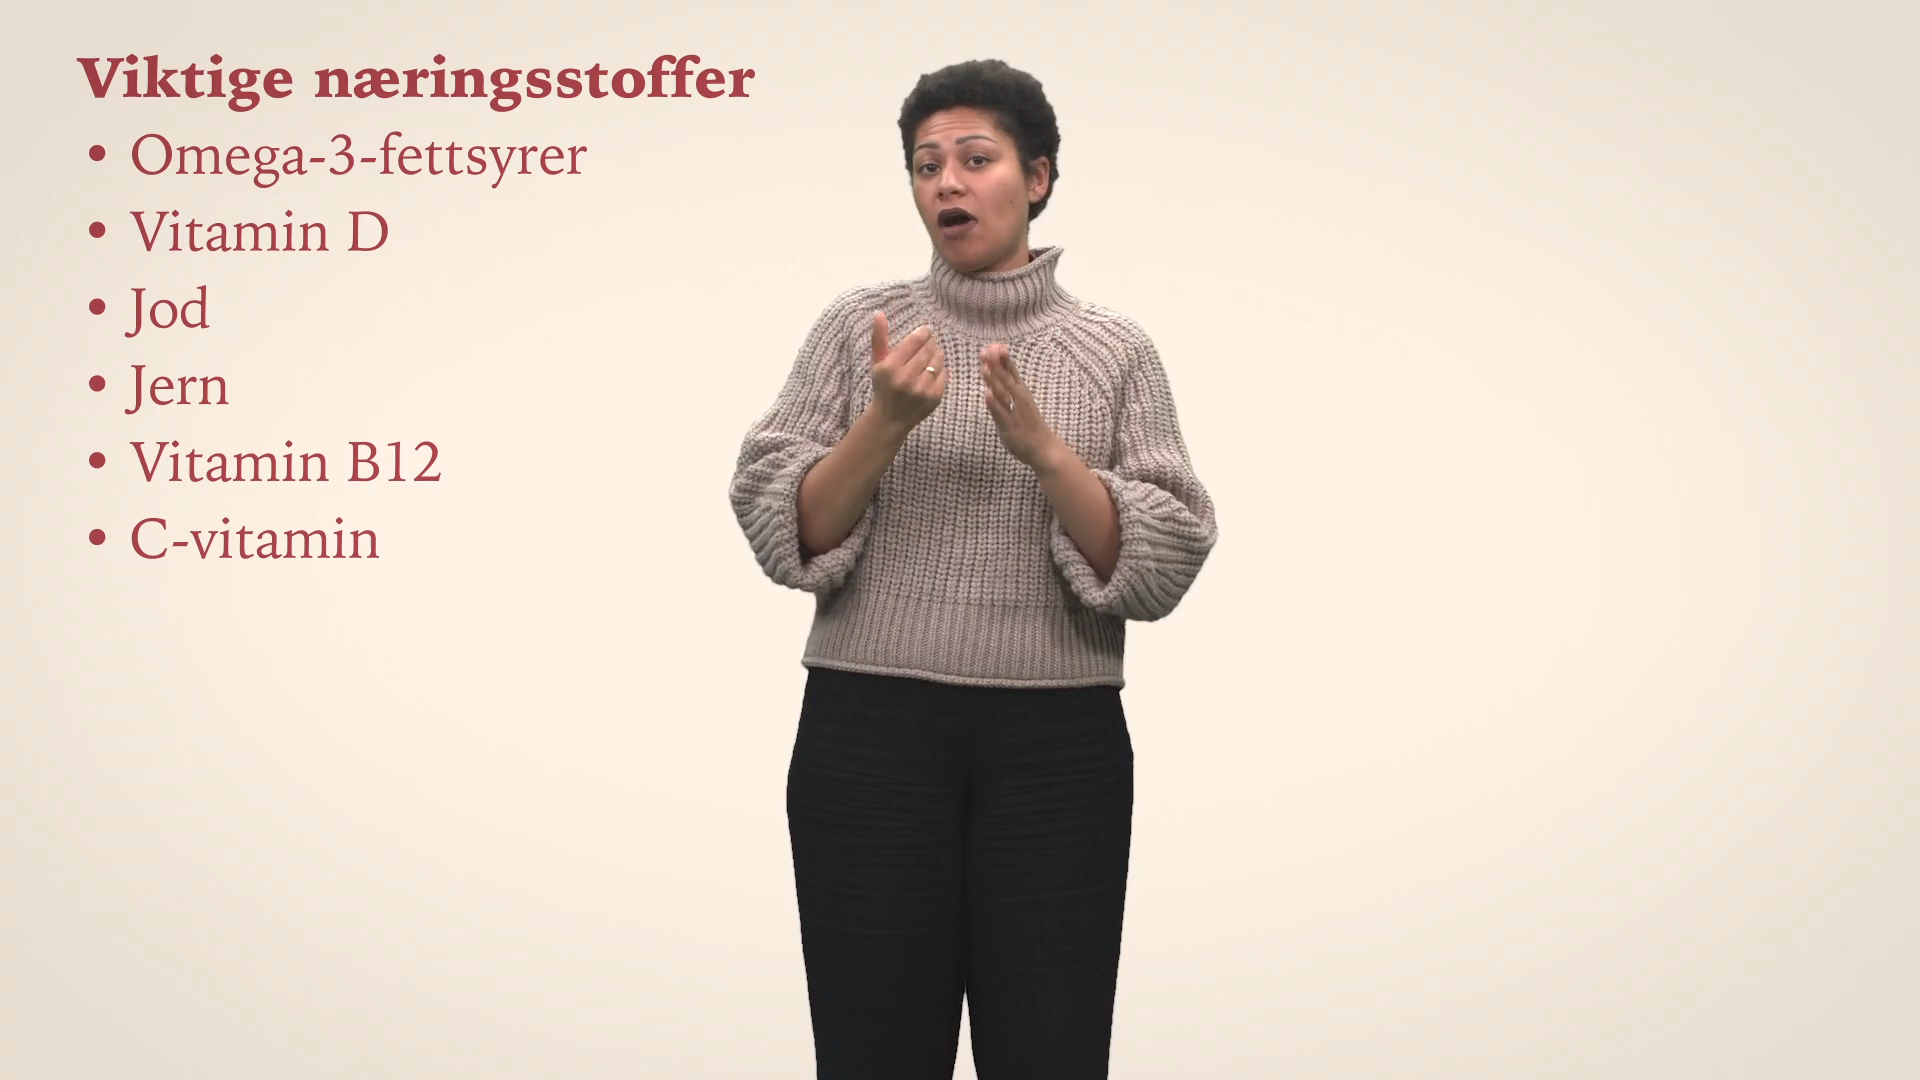 Viktige næringsstoffer
• Omega-3-fettsyrer
• Vitamin D
• Jod
• Jern
• Vitamin B12
• C-vitamin